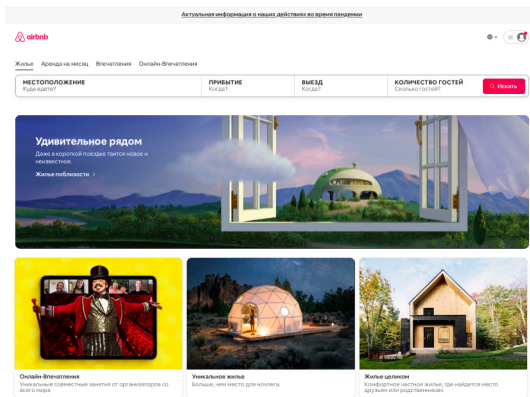 Актуальная информация о наших действиях во время пандемии
airbnb
Жилье Аренда на месяц Впечатления Онлайн-Впечатления
МЕСТОПОЛОЖЕНИЕ ПРИБЫТИЕ ВЫЕЗД КОЛИЧЕСТВО ГОСТЕЙ
Куда едете? Когда? Когда? Сколько гостей?
Искать
Удивительное рядом
Даже в короткой поездке таится новое и
неизвестное.
Жилье поблизости
Онлайн-Впечатления
Уникальные совместные занятия от организаторов со
всего мира
Уникальное жилье
Больше, чем место для ночлега.
Жилье целиком
Комфортное частное жилье, где найдется место
друзьям или родственникам.